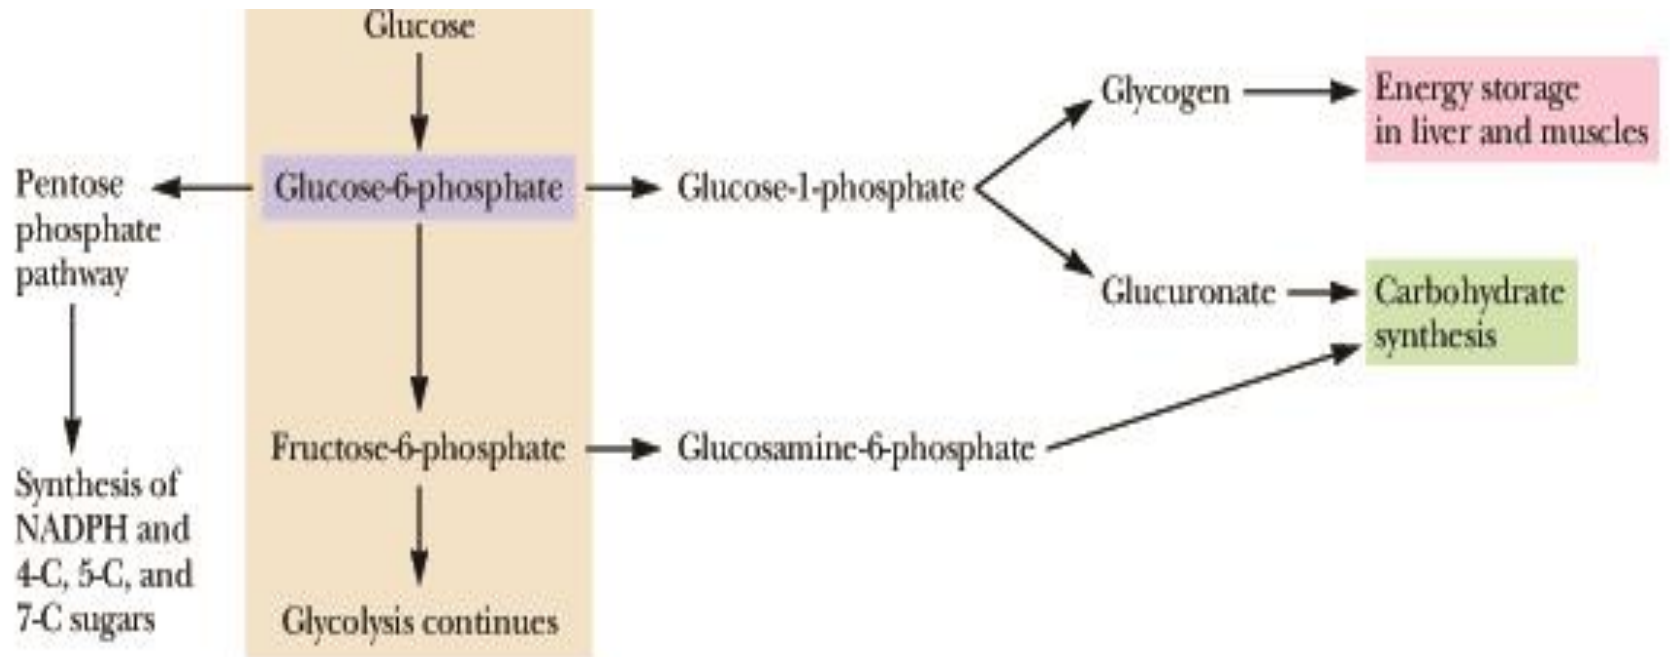 Glucose
Glycogen
Energy storage
in liver and muscles
Pentose
phosphate
pathway
Glucose-6-phosphate
Glucose-1-phosphate
Glucuronate
Carbohydrate
synthesis
Fructose-6-phosphate
Glucosamine-6-phosphate
Synthesis of
NADPH and
4-C, 5-C, and
7-C sugars
Glycolysis continues